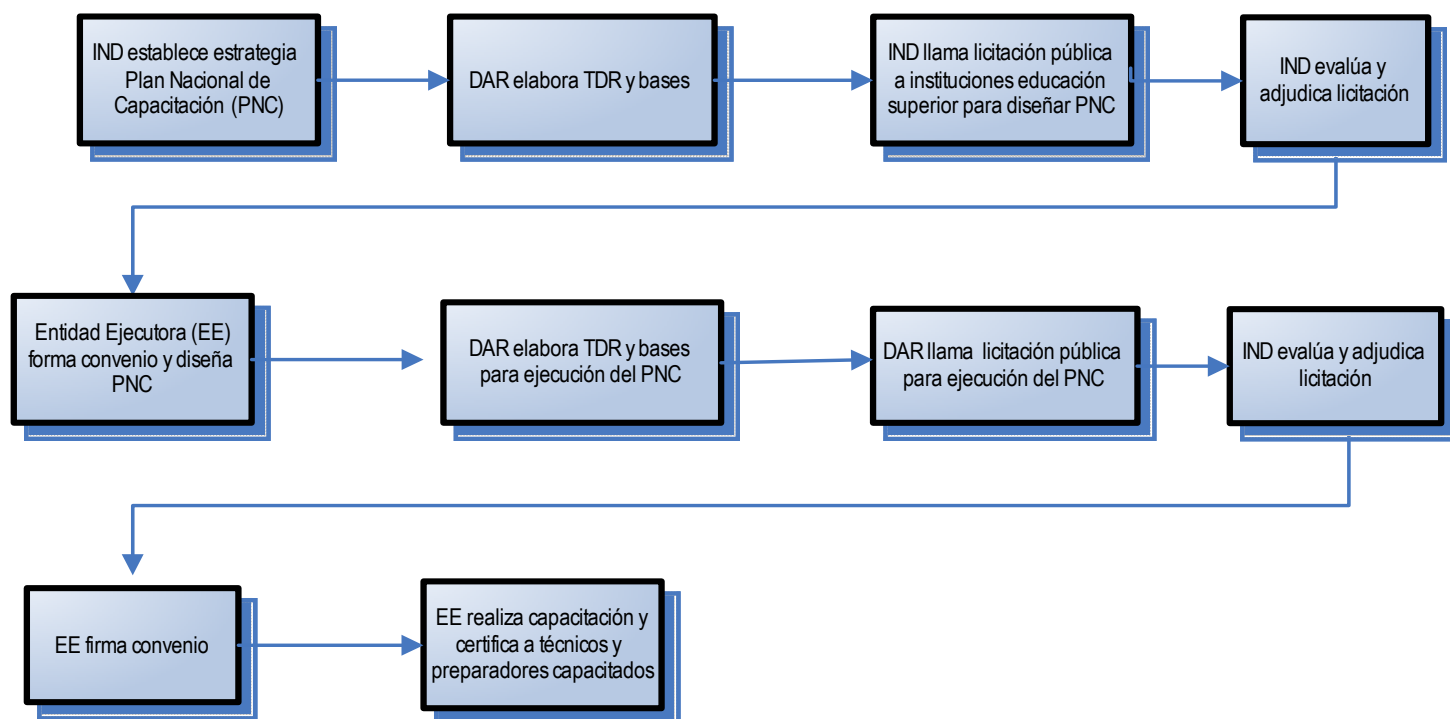 IND establece estrategia
Plan Nacional de
Capacitación (PNC)
DAR elabora TDR y bases
IND llama licitación pública
a instituciones educación
superior para diseñar PNC
IND evalúa y
adjudica licitación
Entidad Ejecutora (EE)
forma convenio y diseña
PNC
DAR elabora TDR y bases
para ejecución del PNC
DAR llama licitación pública
para ejecución del PNC
IND evalúa y adjudica
licitación
EE firma convenio
EE realiza capacitación y
certifica a técnicos y
preparadores capacitados